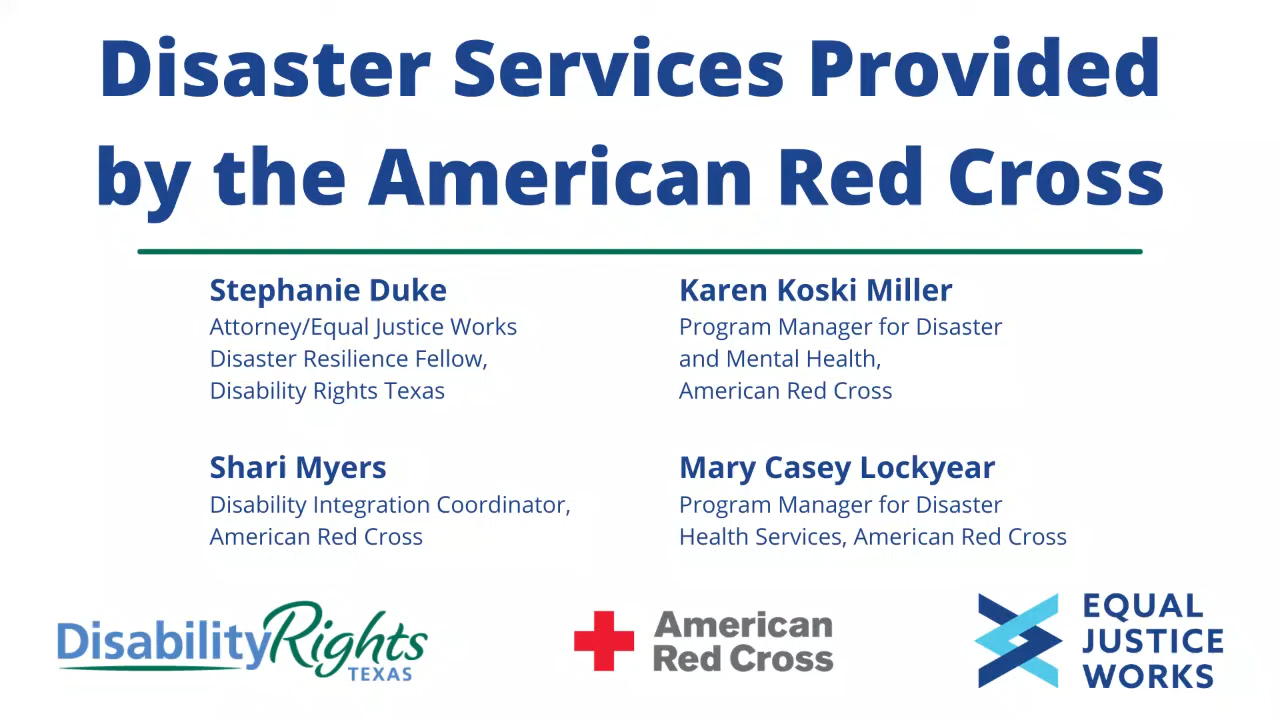 Disaster Services Provided
by the American Red Cross
Stephanie Duke
Attorney/Equal Justice Works
Disaster Resilience Fellow,
Disability Rights Texas
Karen Koski Miller
Program Manager for Disaster
and Mental Health,
American Red Cross
Shari Myers
Disability Integration Coordinator,
American Red Cross
Mary Casey Lockyear
Program Manager for Disaster
Health Services, American Red Cross
DisabilityRights
TEXAS
American
Red Cross
EQUAL
JUSTICE
WORKS